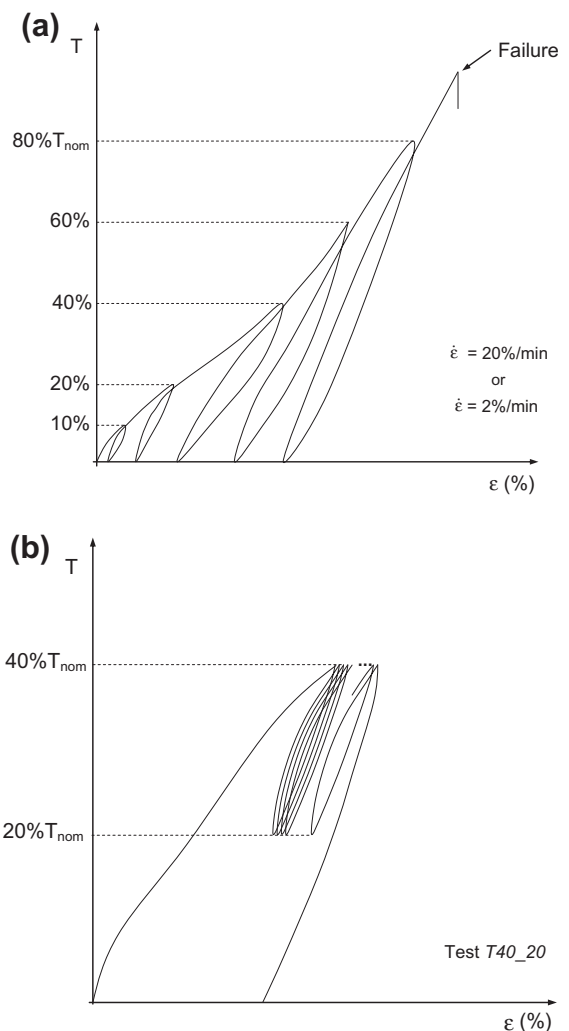 (a)
T
Failure
80%Tnom
60%
40%
20%
10%
ε̇ = 20%/min
or
ε̇ = 2%/min
ε (%)
(b)
T
40%Tnom
20%Tnom
Test T40_20
ε (%)